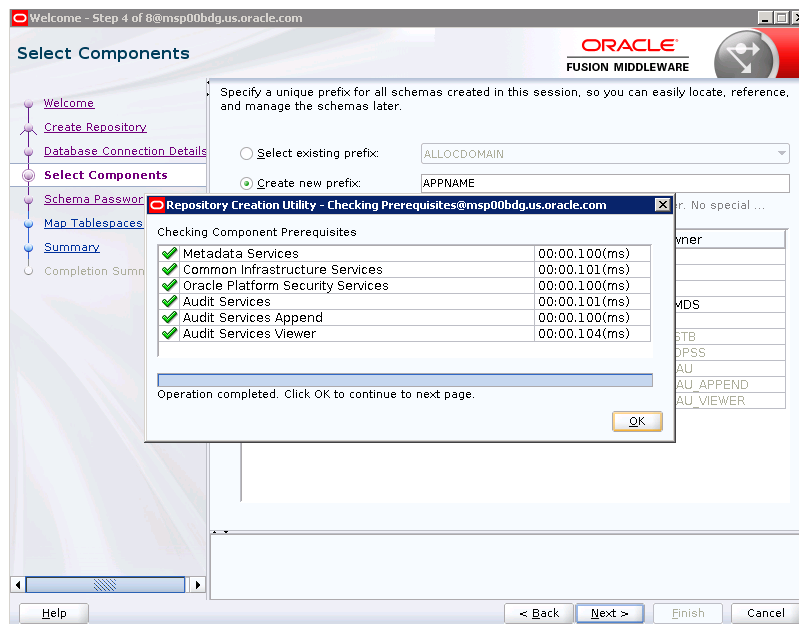 Welcome - Step 4 of 8@msp00bdg.us.oracle.com
Select Components
ORACLE
FUSION MIDDLEWARE
Welcome
Create Repository
Database Connection Details
Select Components
Schema Passwor
Map Tablespaces
Summary
Completion Summ
Specify a unique prefix for all schemas created in this session, so you can easily locate, reference,
and manage the schemas later.
Select existing prefix:
ALLOCDOMAIN
Create new prefix:
APPNAME
r. No special ...
wner
MDS
STB
OPSS
AU
AU_APPEND
AU_VIEWER
Repository Creation Utility - Checking Prerequisites@msp00bdg.us.oracle.com
Checking Component Prerequisites
Metadata Services 00:00.100(ms)
Common Infrastructure Services 00:00.101(ms)
Oracle Platform Security Services 00:00.100(ms)
Audit Services 00:00.101(ms)
Audit Services Append 00:00.100(ms)
Audit Services Viewer 00:00.104(ms)
Operation completed. Click OK to continue to next page.
OK
Help
< Back
Next >
Finish
Cancel